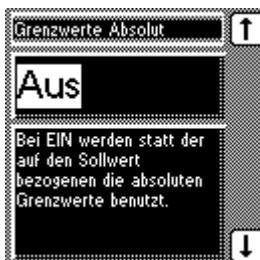 Grenzwerte Absolut
Aus
Bei EIN werden statt der
auf den Sollwert
bezogenen die absoluten
Grenzwerte benutzt.